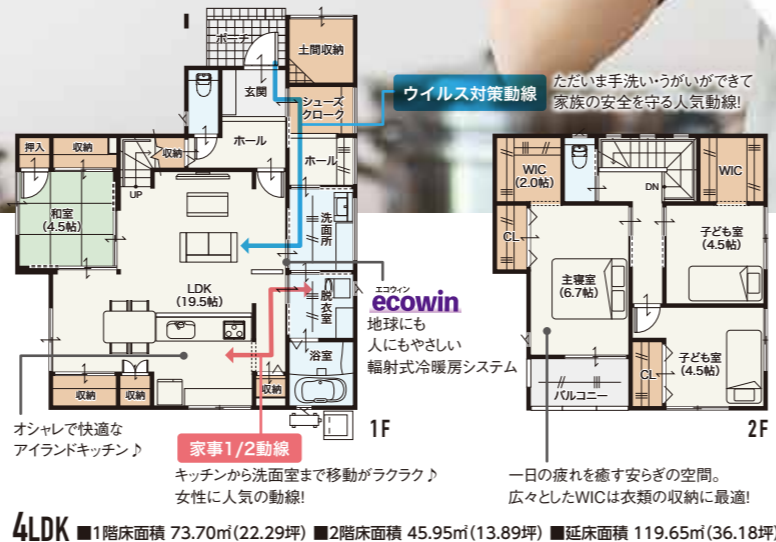 ポーチ
土間収納
玄関
シューズ
クローク
ウイルス対策動線
ただいま手洗い・うがいができて
家族の安全を守る人気動線!
押入
収納
収納
ホール
ホール
UP
和室
(4.5帖)
洗面所
LDK
(19.5帖)
脱衣室
浴室
収納
収納
収納
エコウィン
ecowin
地球にも
人にもやさしい
輻射式冷暖房システム
オシャレで快適な
アイランドキッチン♪
家事1/2動線
キッチンから洗面室まで移動がラクラク♪
女性に人気の動線!
1F
WIC
(2.0帖)
DN
WIC
CL
主寝室
(6.7帖)
子ども室
(4.5帖)
子ども室
(4.5帖)
CL
バルコニー
2F
一日の疲れを癒す安らぎの空間。
広々としたWICは衣類の収納に最適!
4LDK ■1階床面積 73.70㎡(22.29坪) ■2階床面積 45.95㎡(13.89坪) ■延床面積 119.65㎡(36.18坪)